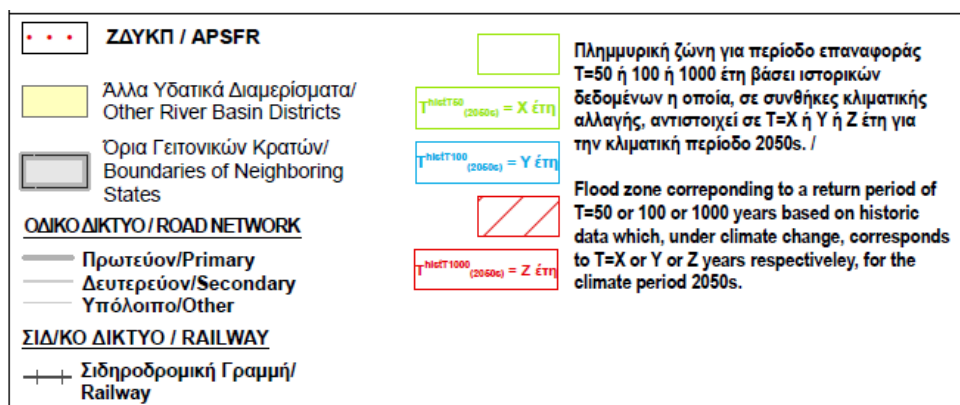 ΖΔΥΚΠ / APSFR
Άλλα Υδατικά Διαμερίσματα/
Other River Basin Districts
Όρια Γειτονικών Κρατών/
Boundaries of Neighboring
States
ΟΔΙΚΟ ΔΙΚΤΥΟ / ROAD NETWORK
Πρωτεύον/Primary
Δευτερεύον/Secondary
Υπόλοιπο/Other
ΣΙΔ/ΚΟ ΔΙΚΤΥΟ / RAILWAY
Σιδηροδρομική Γραμμή/
Railway
T^histT50 (2050s) = X έτη
T^histT100 (2050s) = Y έτη
T^histT1000 (2050s) = Z έτη
Πλημμυρική ζώνη για περίοδο επαναφοράς
T=50 ή 100 ή 1000 έτη βάσει ιστορικών
δεδομένων η οποία, σε συνθήκες κλιματικής
αλλαγής, αντιστοιχεί σε T=X ή Y ή Z έτη για
την κλιματική περίοδο 2050s. /
Flood zone correponding to a return period of
T=50 or 100 or 1000 years based on historic
data which, under climate change, corresponds
to T=X or Y or Z years respectiveley, for the
climate period 2050s.